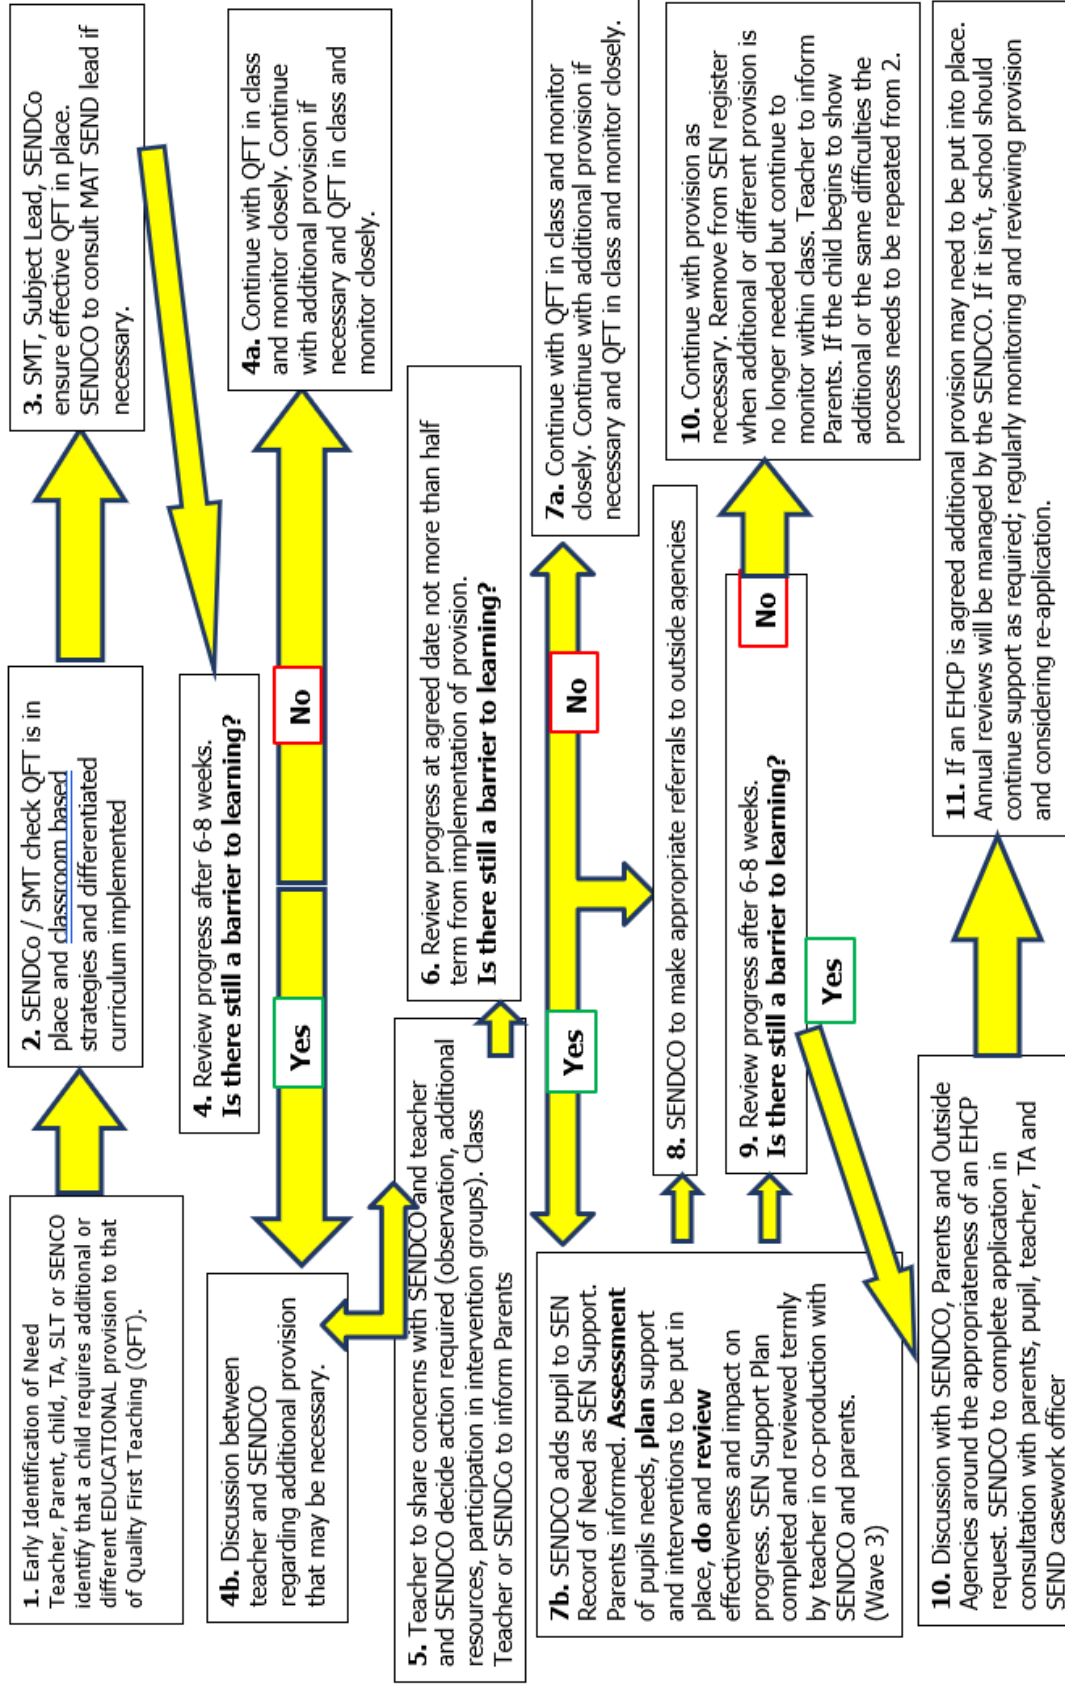 1. Early Identification of Need
Teacher, Parent, child, TA, SLT or SENCO
identify that a child requires additional or
different EDUCATIONAL provision to that
of Quality First Teaching (QFT).
2. SENDCo / SMT check QFT is in
place and classroom based
strategies and differentiated
curriculum implemented
3. SMT, Subject Lead, SENDCo
ensure effective QFT in place.
SENDCO to consult MAT SEND lead if
necessary.
4. Review progress after 6-8 weeks.
Is there still a barrier to learning?
Yes
No
4b. Discussion between
teacher and SENDCO
regarding additional provision
that may be necessary.
4a. Continue with QFT in class
and monitor closely. Continue
with additional provision if
necessary and QFT in class and
monitor closely.
5. Teacher to share concerns with SENDCO and teacher
and SENDCO decide action required (observation, additional
resources, participation in intervention groups). Class
Teacher or SENDCo to inform Parents
6. Review progress at agreed date not more than half
term from implementation of provision.
Is there still a barrier to learning?
Yes
No
7a. Continue with QFT in class and monitor
closely. Continue with additional provision if
necessary and QFT in class and monitor closely.
7b. SENDCO adds pupil to SEN
Record of Need as SEN Support.
Parents informed. Assessment
of pupils needs, plan support
and interventions to be put in
place, do and review
effectiveness and impact on
progress. SEN Support Plan
completed and reviewed termly
by teacher in co-production with
SENDCO and parents.
(Wave 3)
8. SENDCO to make appropriate referrals to outside agencies
9. Review progress after 6-8 weeks.
Is there still a barrier to learning?
No
Yes
10. Continue with provision as
necessary. Remove from SEN register
when additional or different provision is
no longer needed but continue to
monitor within class. Teacher to inform
Parents. If the child begins to show
additional or the same difficulties the
process needs to be repeated from 2.
10. Discussion with SENDCO, Parents and Outside
Agencies around the appropriateness of an EHCP
request. SENDCO to complete application in
consultation with parents, pupil, teacher, TA and
SEND casework officer
11. If an EHCP is agreed additional provision may need to be put into place.
Annual reviews will be managed by the SENDCO. If it isn't, school should
continue support as required; regularly monitoring and reviewing provision
and considering re-application.